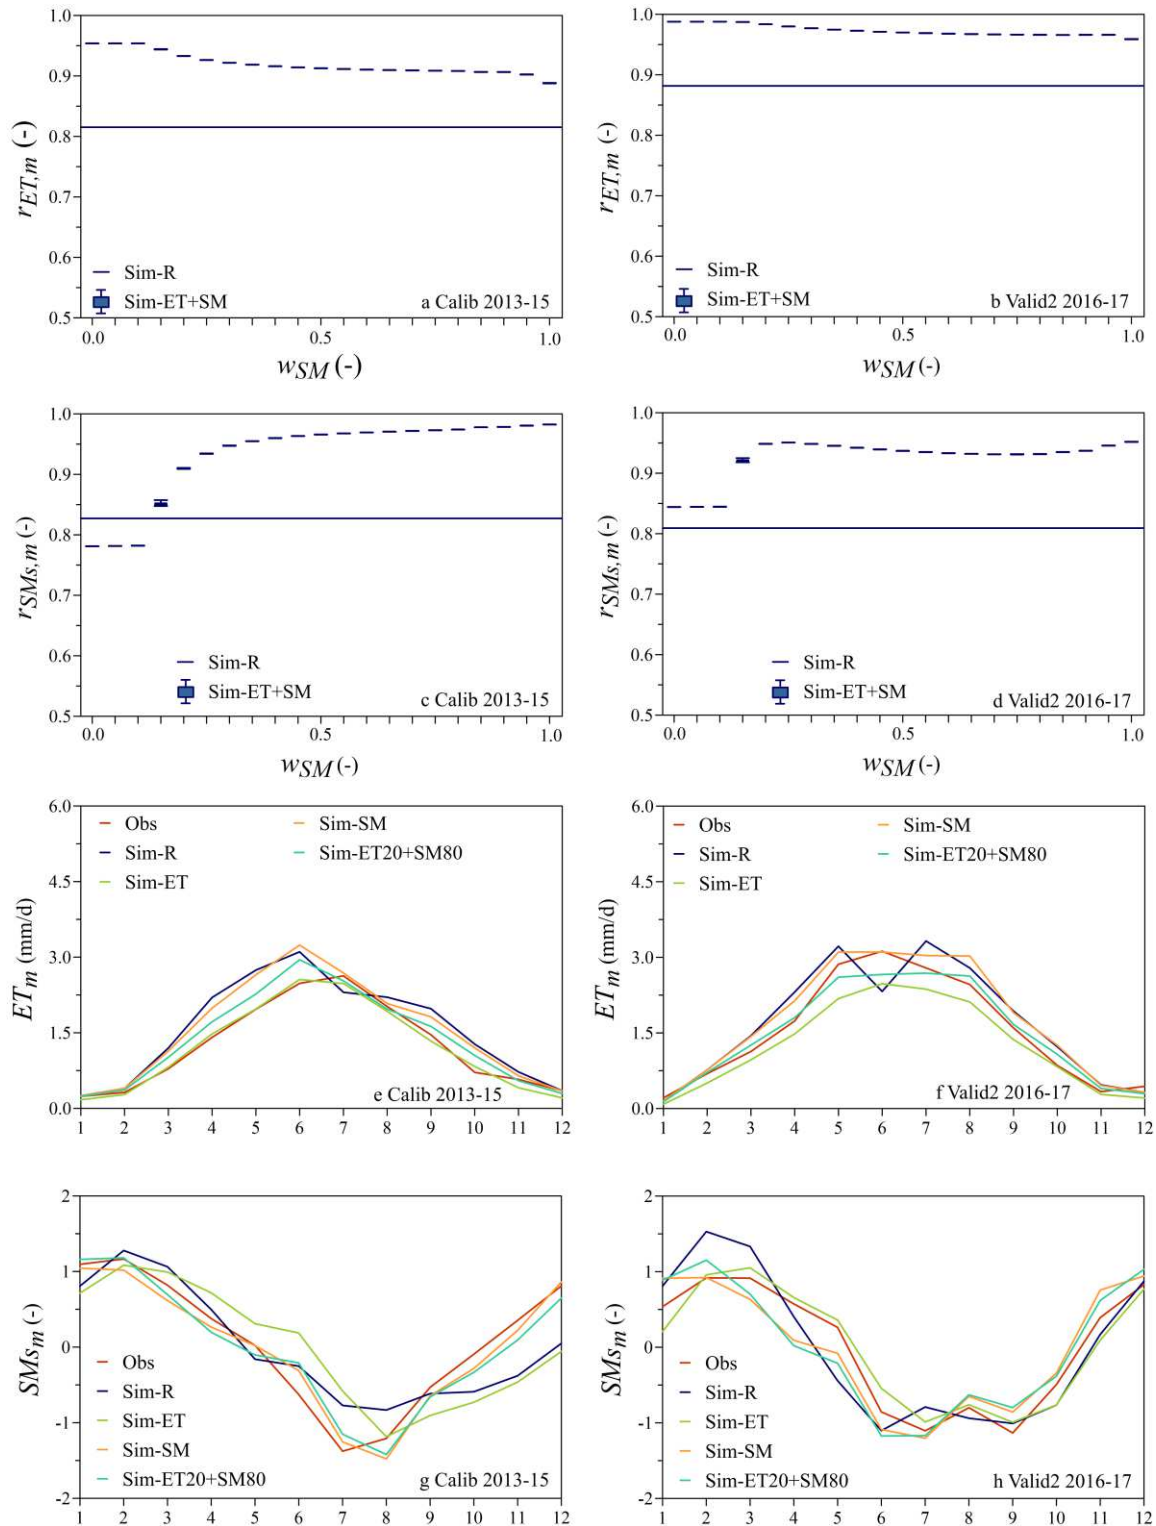 1.0
0.9
0.8
0.7
0.6
0.5
r_ET,m (-)
Sim-R
Sim-ET+SM
a Calib 2013-15
0.0 0.5 1.0
w_SM (-)
1.0
0.9
0.8
0.7
0.6
0.5
r_ET,m (-)
Sim-R
Sim-ET+SM
b Valid2 2016-17
0.0 0.5 1.0
w_SM (-)
1.0
0.9
0.8
0.7
0.6
0.5
r_SMs,m (-)
Sim-R
Sim-ET+SM
c Calib 2013-15
0.0 0.5 1.0
w_SM (-)
1.0
0.9
0.8
0.7
0.6
0.5
r_SMs,m (-)
Sim-R
Sim-ET+SM
d Valid2 2016-17
0.0 0.5 1.0
w_SM (-)
6.0
4.5
3.0
1.5
0.0
ET_m (mm/d)
Obs
Sim-R
Sim-ET
Sim-SM
Sim-ET20+SM80
e Calib 2013-15
1 2 3 4 5 6 7 8 9 10 11 12
6.0
4.5
3.0
1.5
0.0
ET_m (mm/d)
Obs
Sim-R
Sim-ET
Sim-SM
Sim-ET20+SM80
f Valid2 2016-17
1 2 3 4 5 6 7 8 9 10 11 12
2
1
0
-1
-2
SMs_m (-)
Obs
Sim-R
Sim-ET
Sim-SM
Sim-ET20+SM80
g Calib 2013-15
1 2 3 4 5 6 7 8 9 10 11 12
2
1
0
-1
-2
SMs_m (-)
Obs
Sim-R
Sim-ET
Sim-SM
Sim-ET20+SM80
h Valid2 2016-17
1 2 3 4 5 6 7 8 9 10 11 12